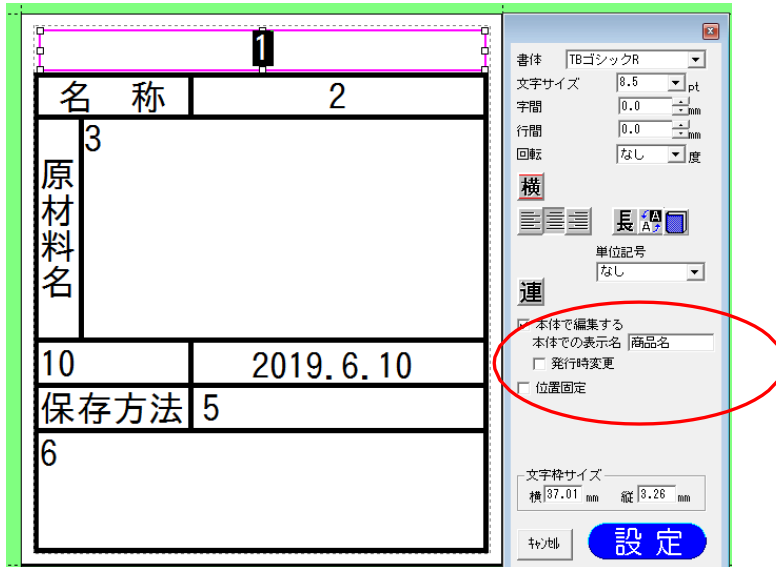 1
名　称
2
原材料名
3
10
2019.6.10
保存方法
5
6
書体 TBゴシックR
文字サイズ 8.5 pt
字間 0.0 mm
行間 0.0 mm
回転 なし 度
横
長
単位記号
なし
連
本体で編集する
本体での表示名 商品名
発行時変更
位置固定
文字枠サイズ
横 37.01 mm 縦 3.26 mm
ｷｬﾝｾﾙ 設定